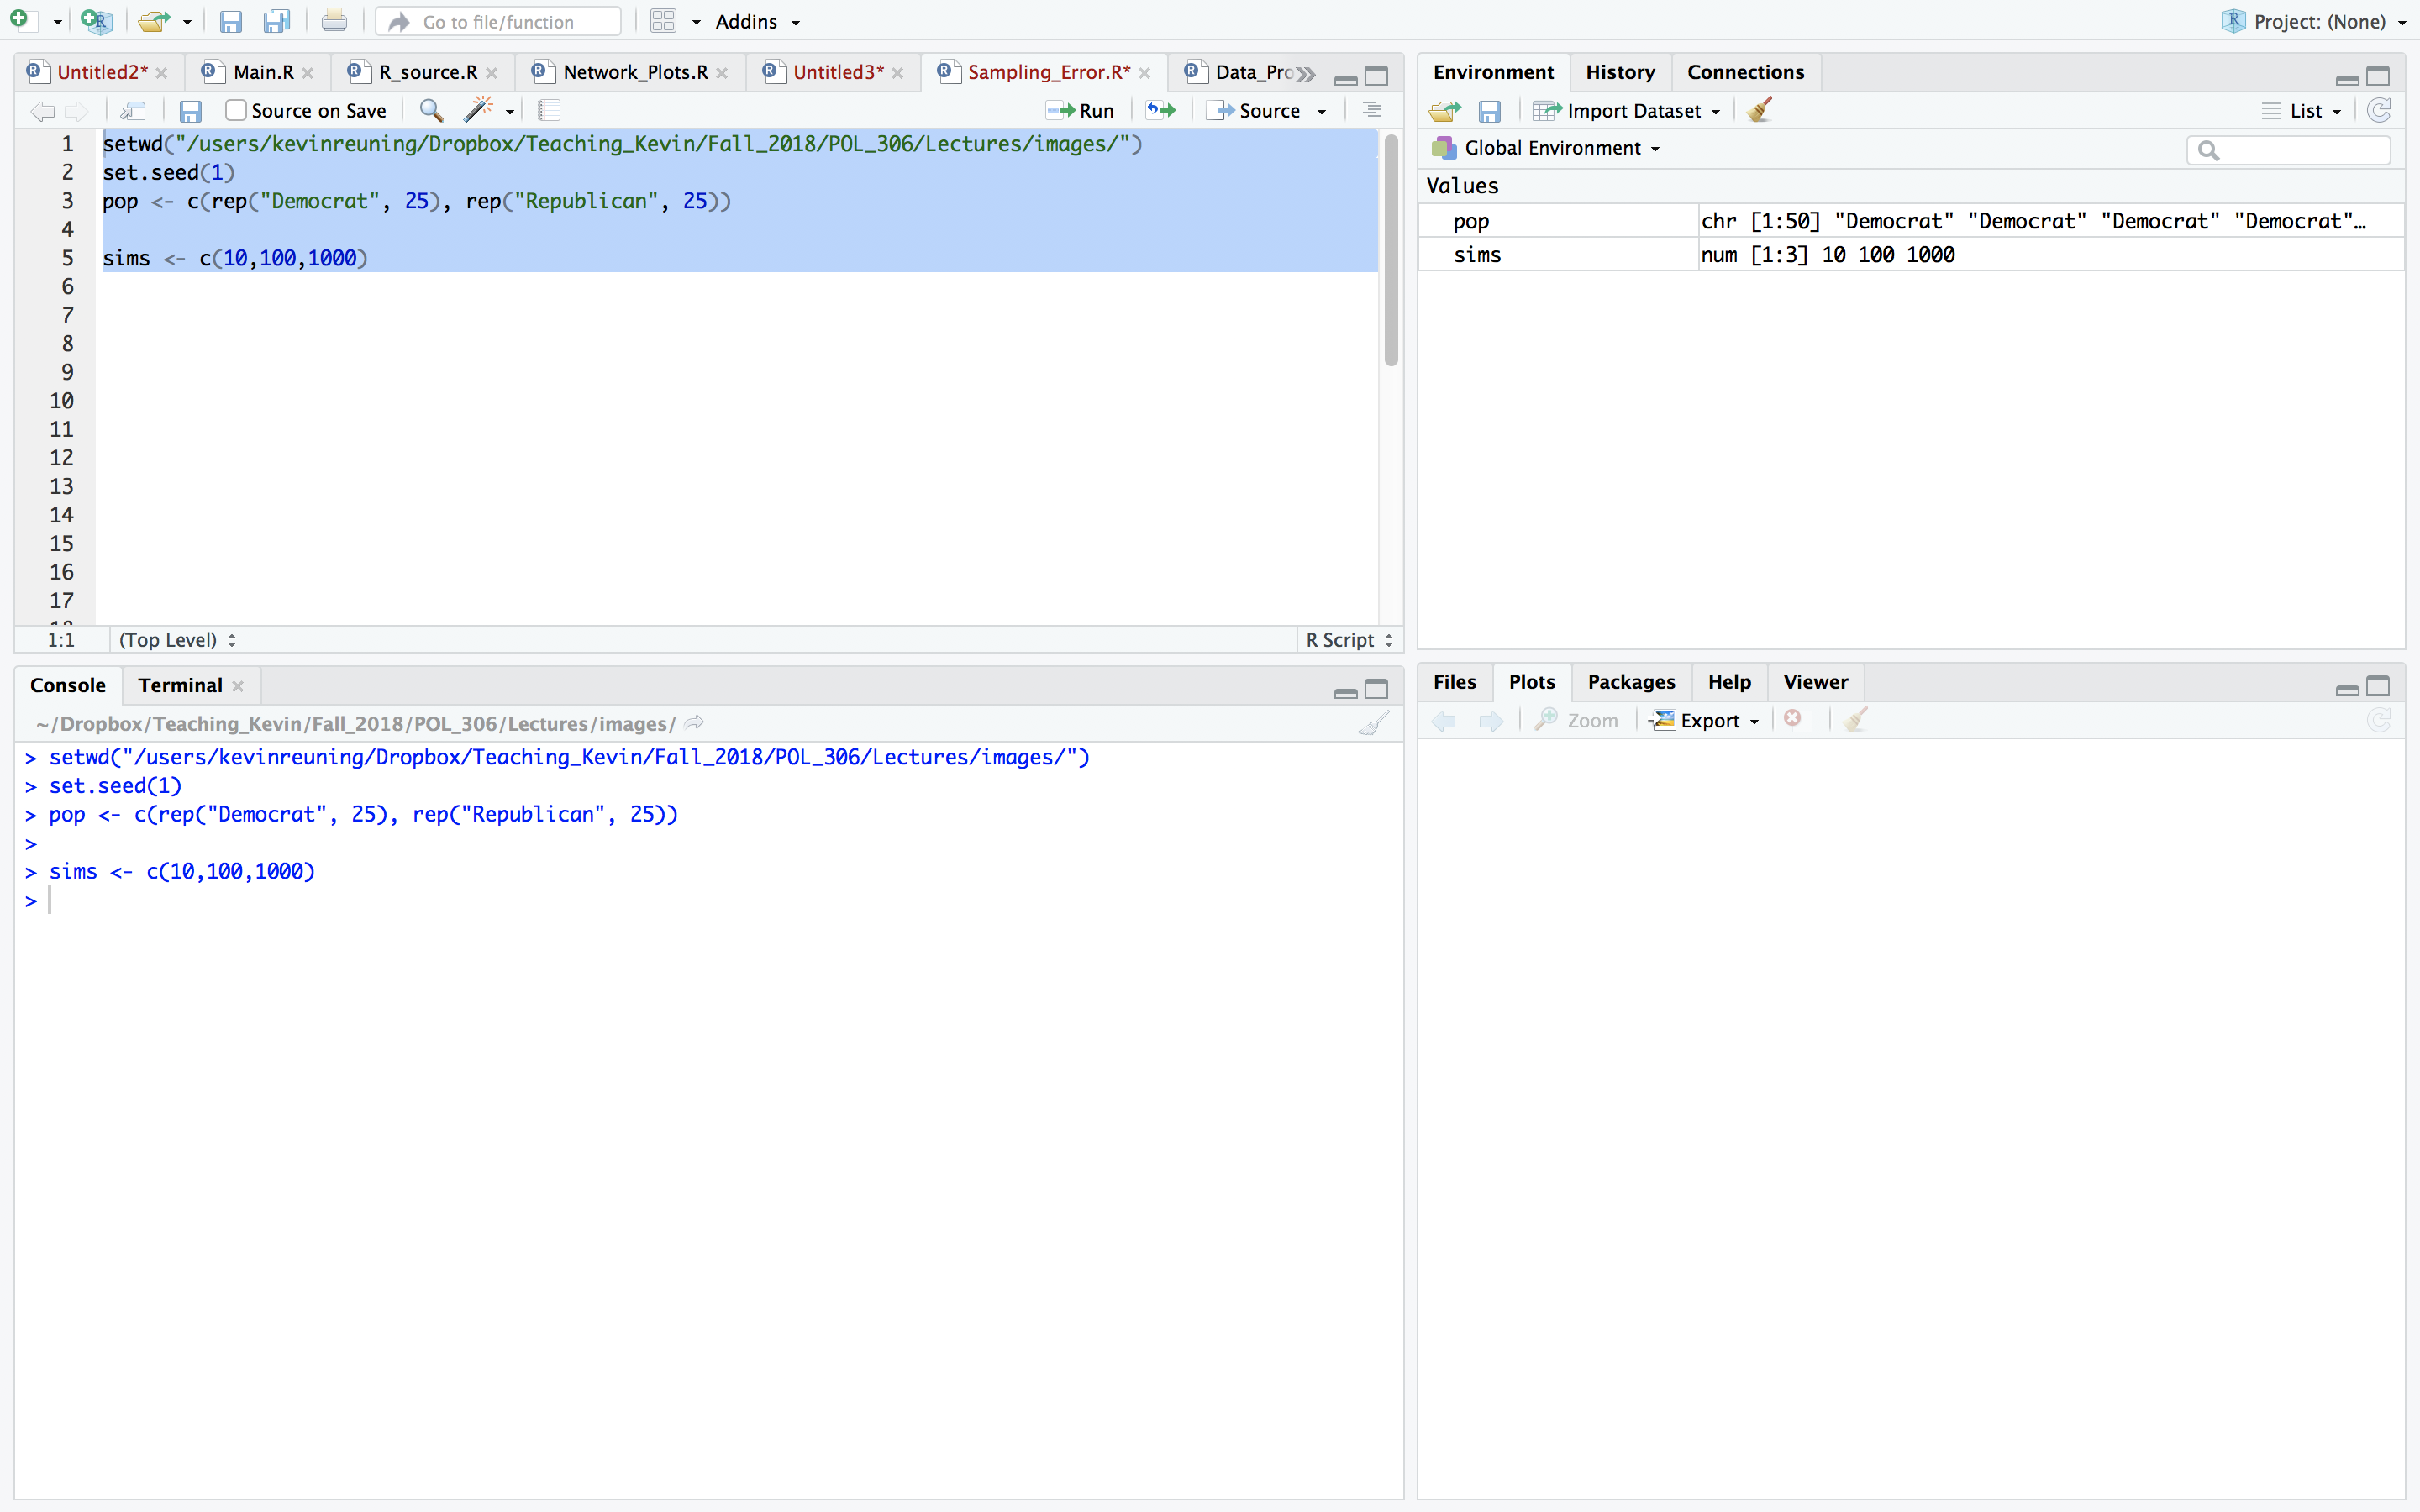 Go to file/function Addins Project: (None)
Untitled2* Main.R R_source.R Network_Plots.R Untitled3* Sampling_Error.R* Data_Pro
Source on Save Run Source
1 setwd("/users/kevinreuning/Dropbox/Teaching_Kevin/Fall_2018/POL_306/Lectures/images/")
2 set.seed(1)
3 pop <- c(rep("Democrat", 25), rep("Republican", 25))
4
5 sims <- c(10,100,1000)
6
7
8
9
10
11
12
13
14
15
16
17
1:1 (Top Level) R Script
Environment History Connections
Import Dataset List
Global Environment
Values
pop chr [1:50] "Democrat" "Democrat" "Democrat" "Democrat"…
sims num [1:3] 10 100 1000
Console Terminal
~/Dropbox/Teaching_Kevin/Fall_2018/POL_306/Lectures/images/
> setwd("/users/kevinreuning/Dropbox/Teaching_Kevin/Fall_2018/POL_306/Lectures/images/")
> set.seed(1)
> pop <- c(rep("Democrat", 25), rep("Republican", 25))
>
> sims <- c(10,100,1000)
>
Files Plots Packages Help Viewer
Zoom Export